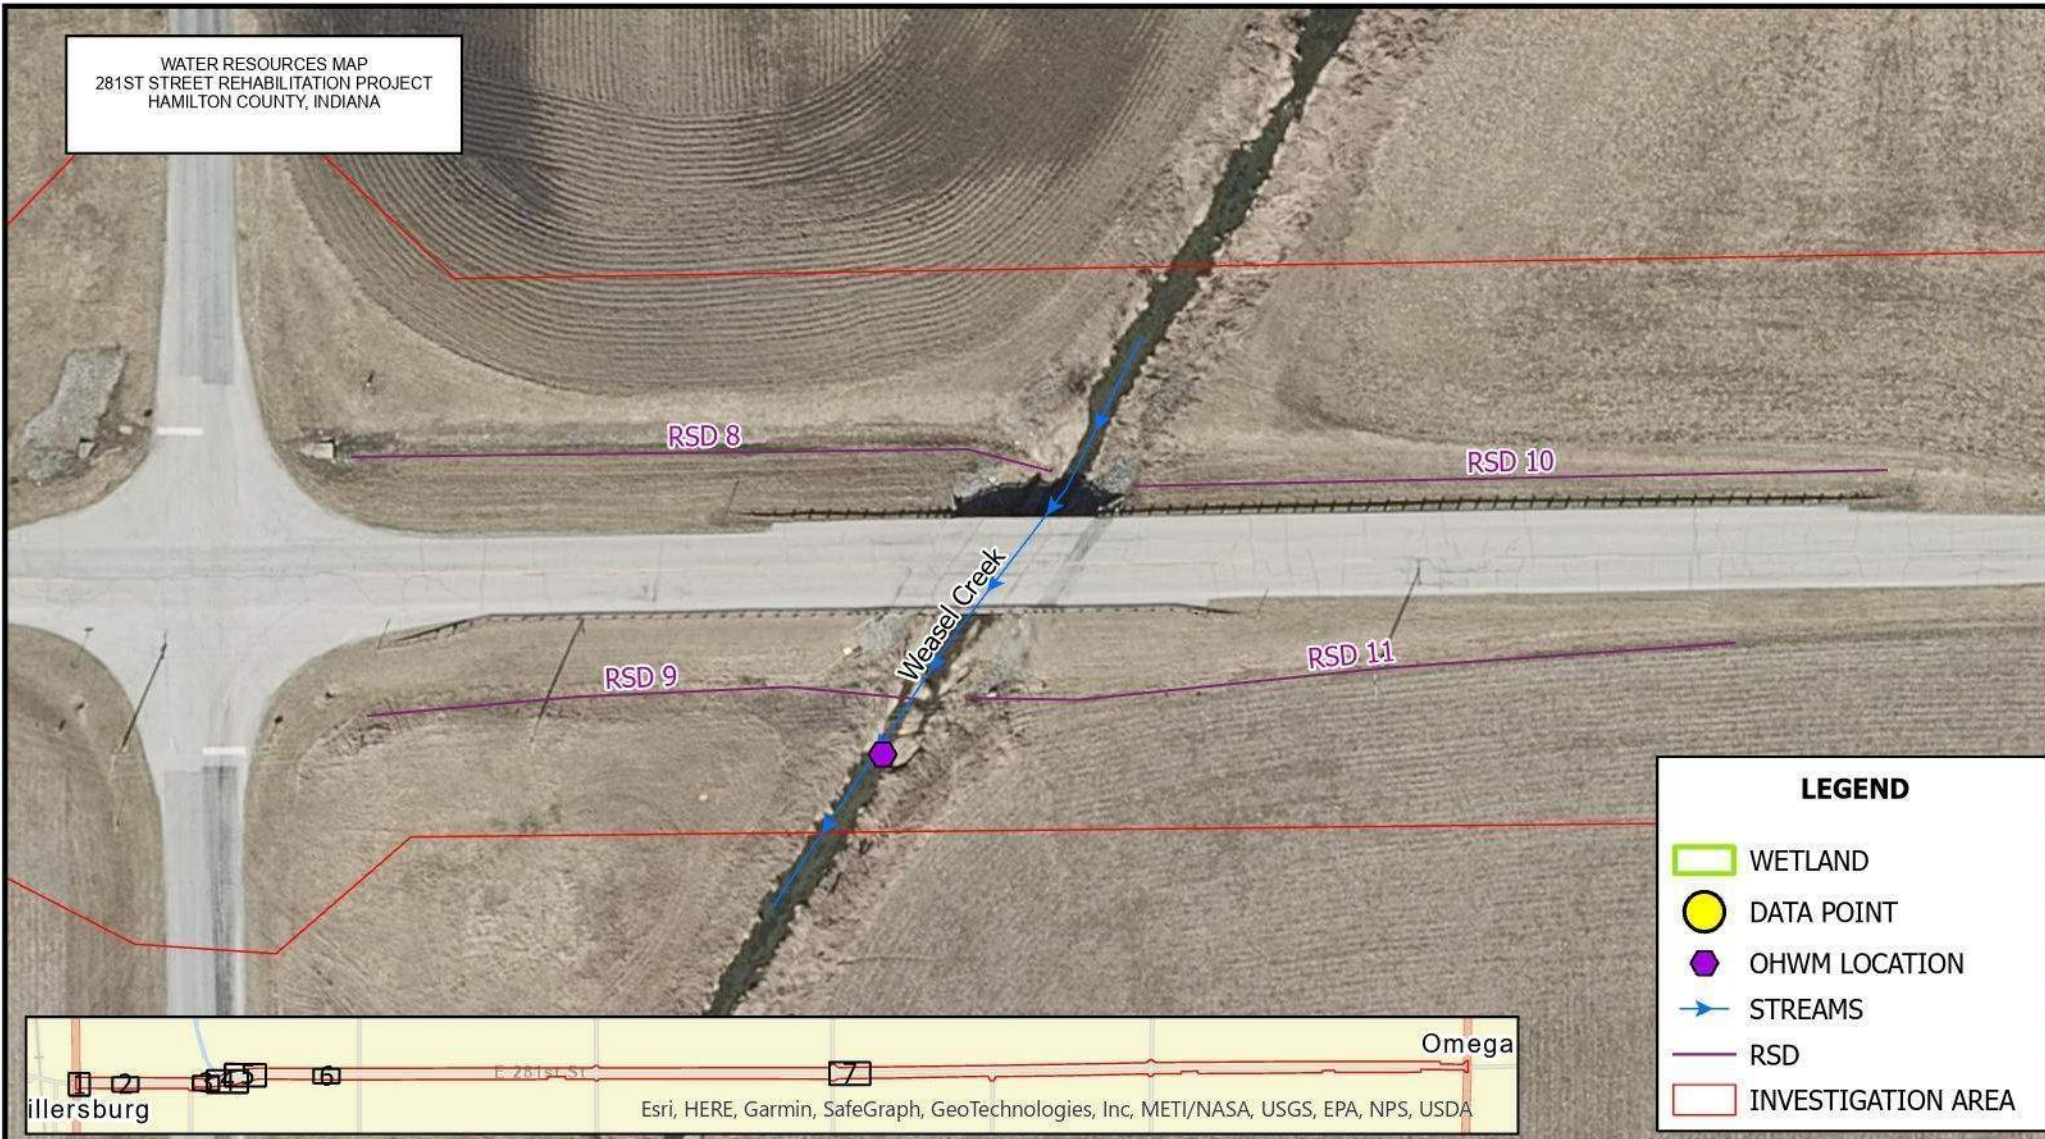 WATER RESOURCES MAP
281ST STREET REHABILITATION PROJECT
HAMILTON COUNTY, INDIANA
RSD 8
RSD 10
Weasel Creek
RSD 9
RSD 11
LEGEND
WETLAND
DATA POINT
OHWM LOCATION
STREAMS
RSD
INVESTIGATION AREA
Omega
1
2
3
4
5
6
E 281st St
7
illersburg
Esri, HERE, Garmin, SafeGraph, GeoTechnologies, Inc, METI/NASA, USGS, EPA, NPS, USDA